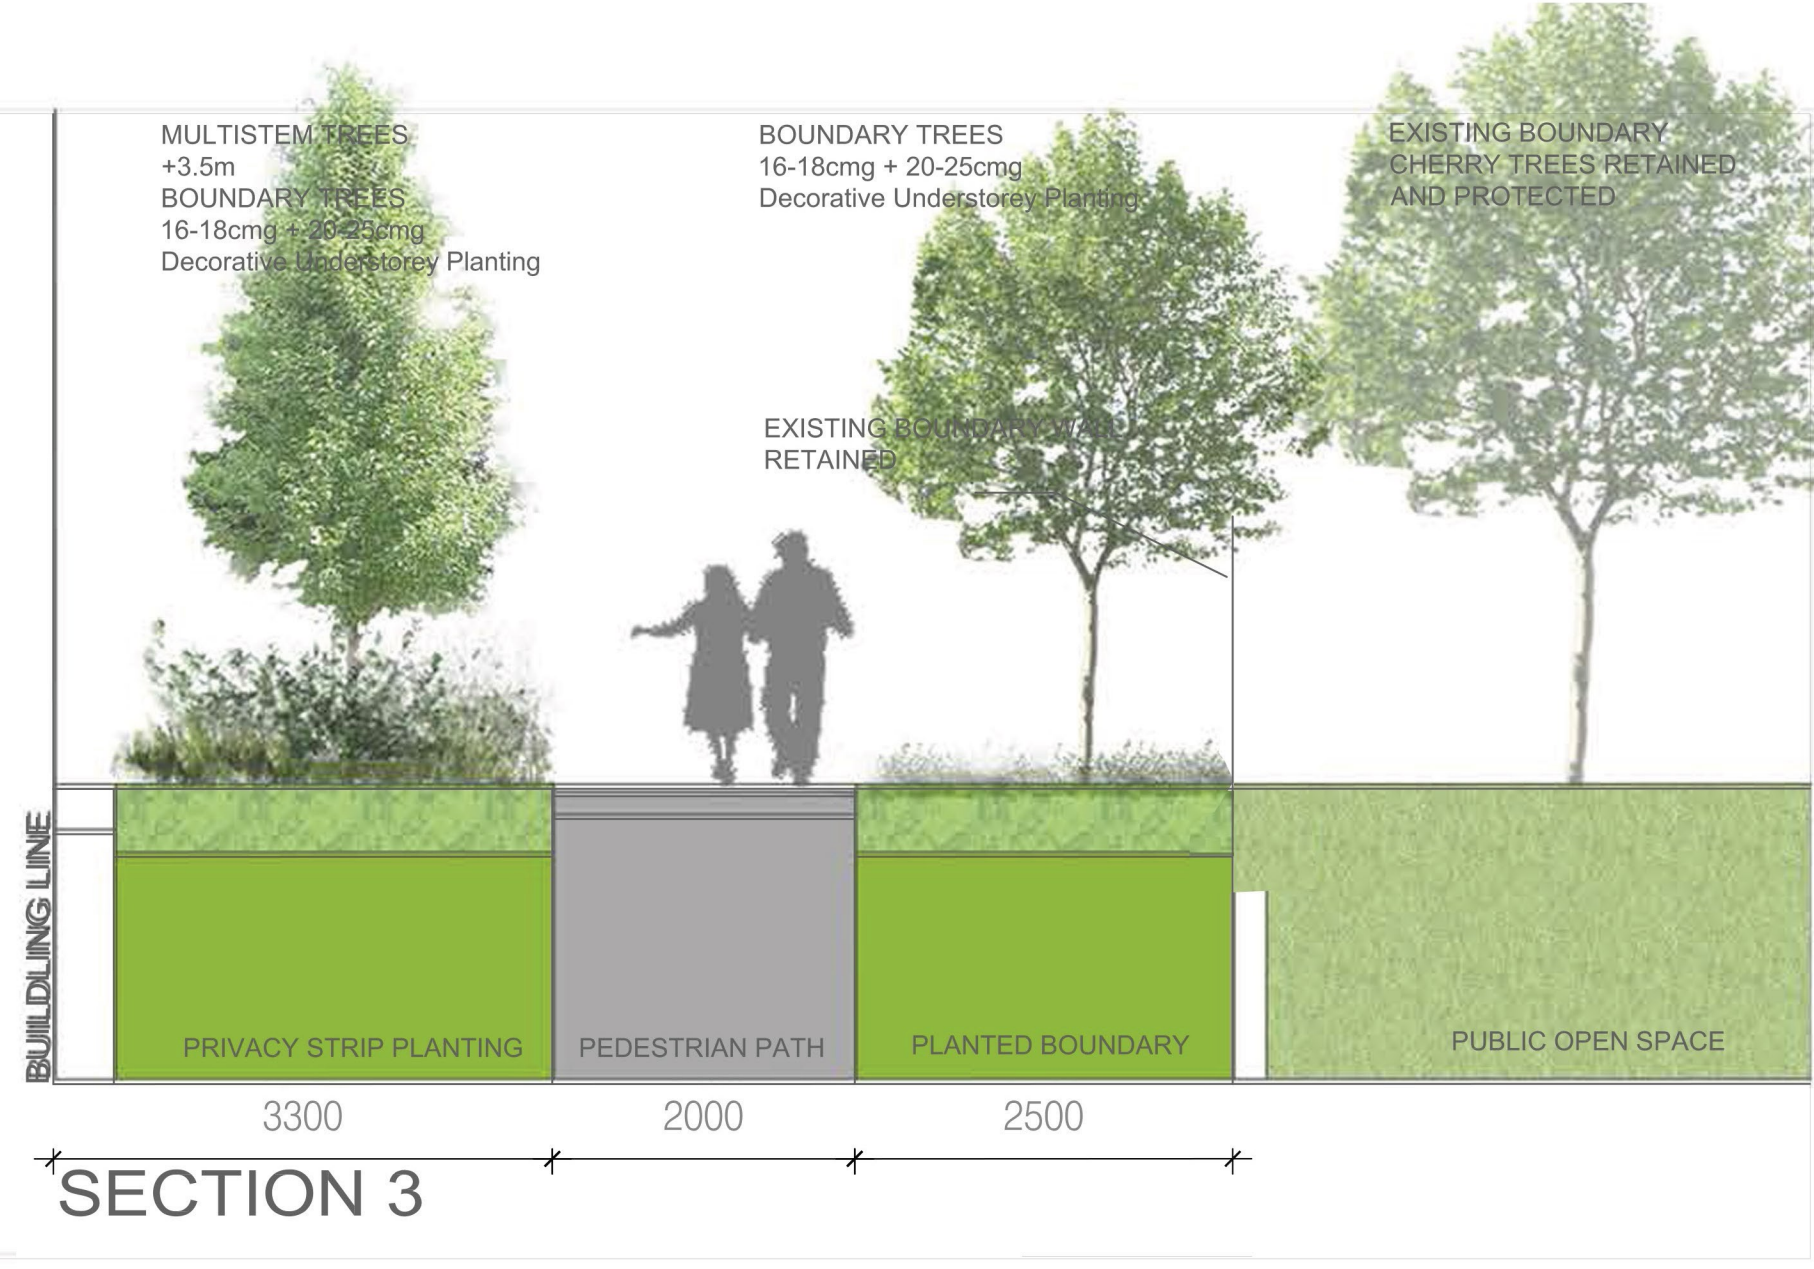 MULTISTEM TREES
+3.5m
BOUNDARY TREES
16-18cmg + 20-25cmg
Decorative Understorey Planting
BOUNDARY TREES
16-18cmg + 20-25cmg
Decorative Understorey Planting
EXISTING BOUNDARY
CHERRY TREES RETAINED
AND PROTECTED
EXISTING BOUNDARY WALL
RETAINED
BUILDLING LINE
PRIVACY STRIP PLANTING
PEDESTRIAN PATH
PLANTED BOUNDARY
PUBLIC OPEN SPACE
3300
2000
2500
SECTION 3